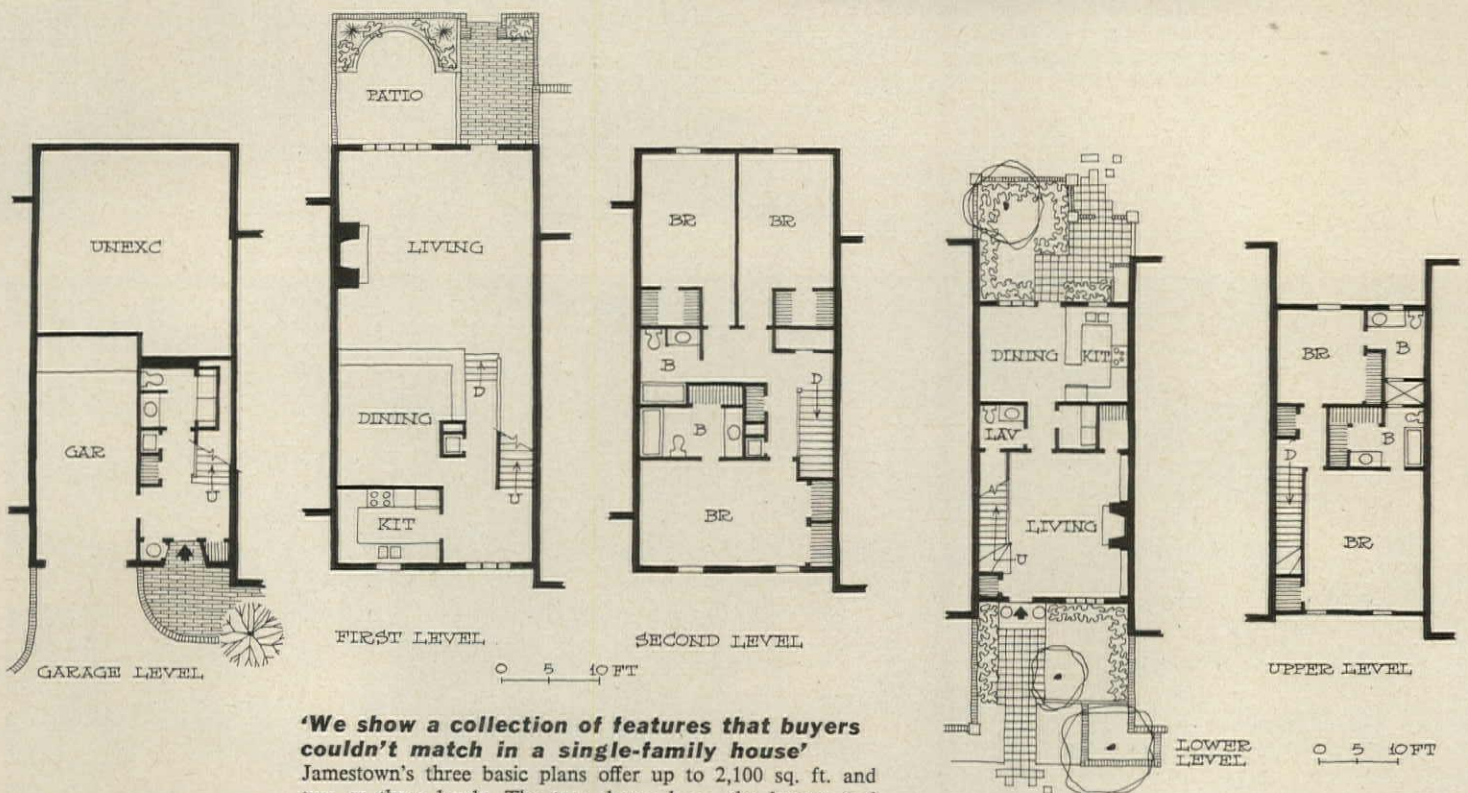 UNEXC
GAR
U
GARAGE LEVEL
PATIO
LIVING
D
DINING
U
KIT
FIRST LEVEL
0 5 10 FT
BR
BR
B
D
B
BR
SECOND LEVEL
DINING
KIT
LAV
LIVING
U
LOWER
LEVEL
BR
B
D
B
BR
UPPER LEVEL
0 5 10 FT
'We show a collection of features that buyers
couldn't match in a single-family house'
Jamestown's three basic plans offer up to 2,100 sq. ft. and